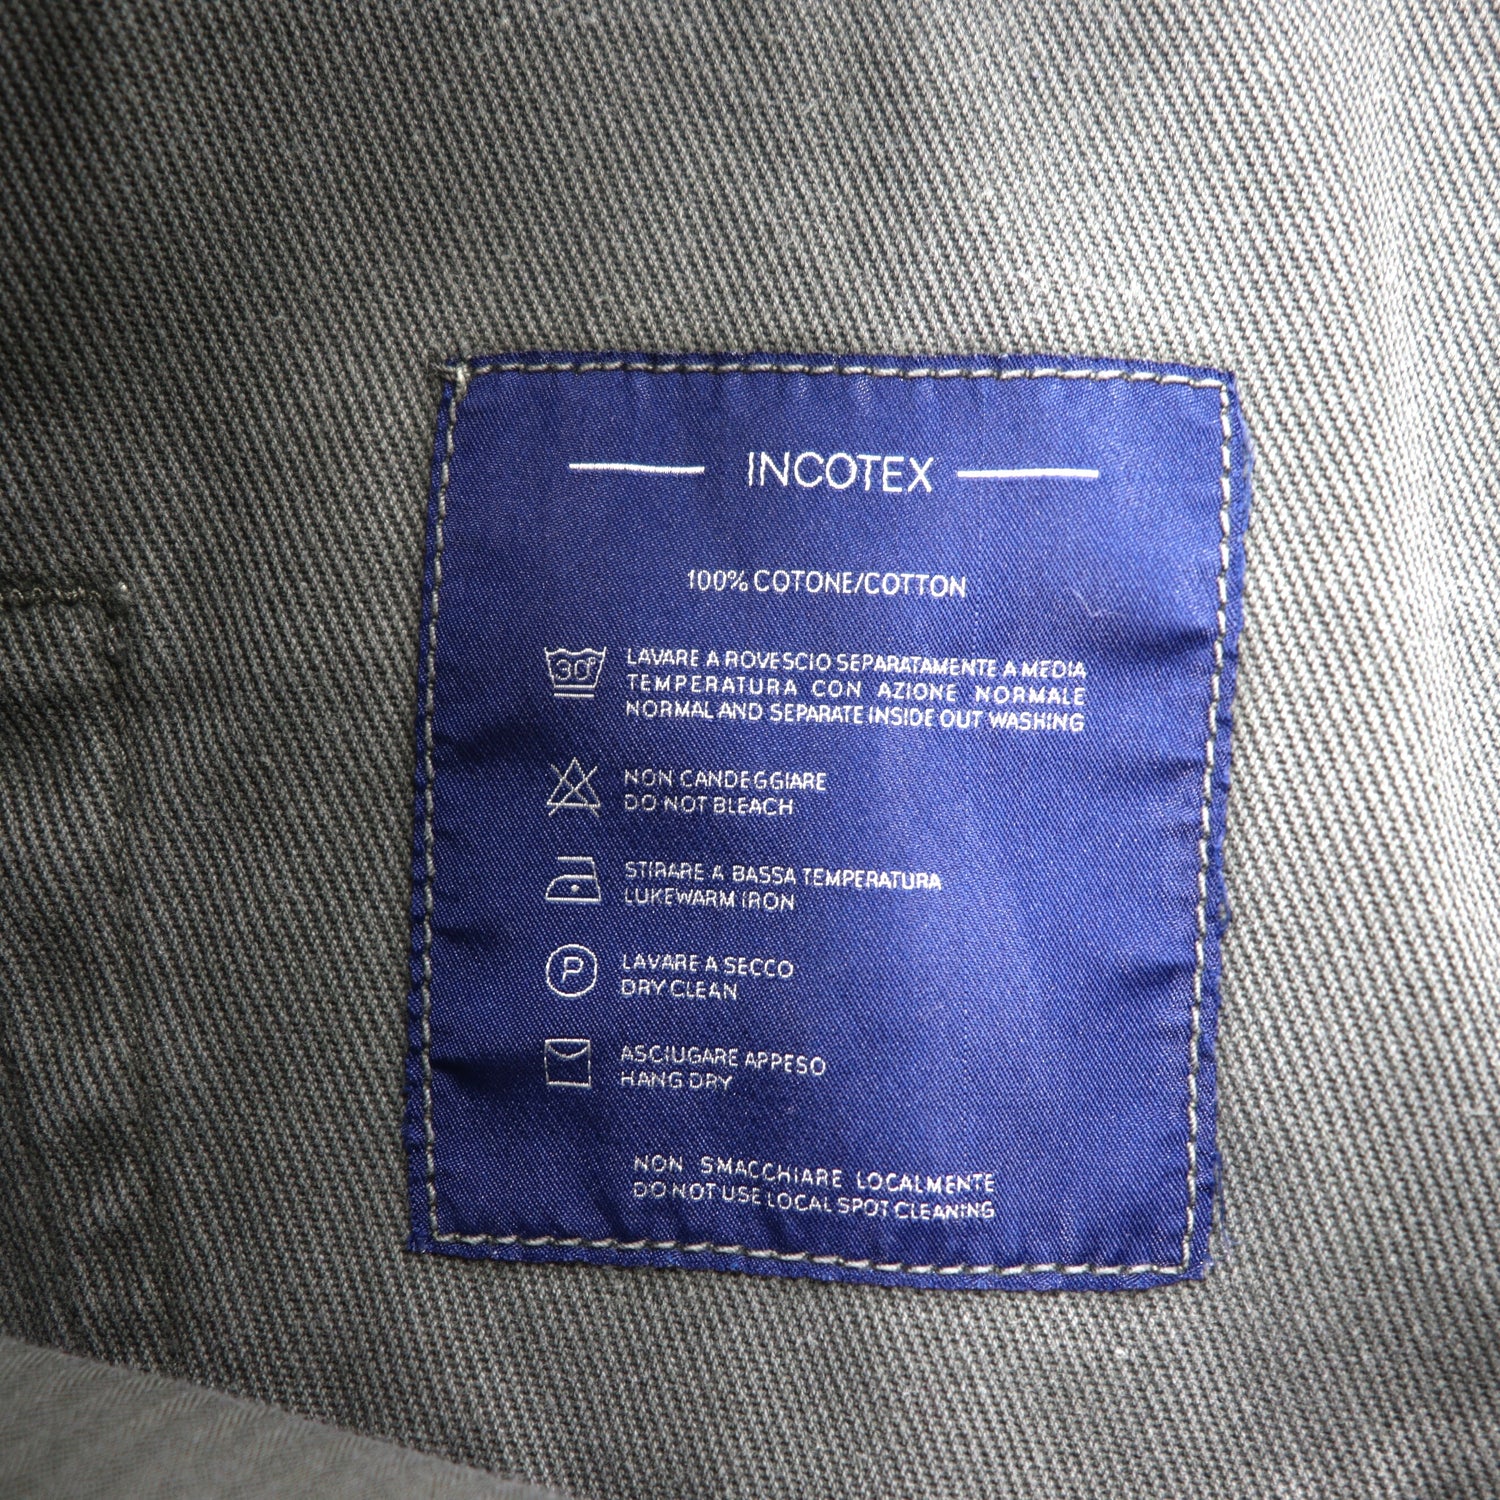 INCOTEX
100% COTONE/COTTON
30°
LAVARE A ROVESCIO SEPARATAMENTE A MEDIA
TEMPERATURA CON AZIONE NORMALE
NORMAL AND SEPARATE INSIDE OUT WASHING
NON CANDEGGIARE
DO NOT BLEACH
STIRARE A BASSA TEMPERATURA
LUKEWARM IRON
P
LAVARE A SECCO
DRY CLEAN
ASCIUGARE APPESO
HANG DRY
NON SMACCHIARE LOCALMENTE
DO NOT USE LOCAL SPOT CLEANING